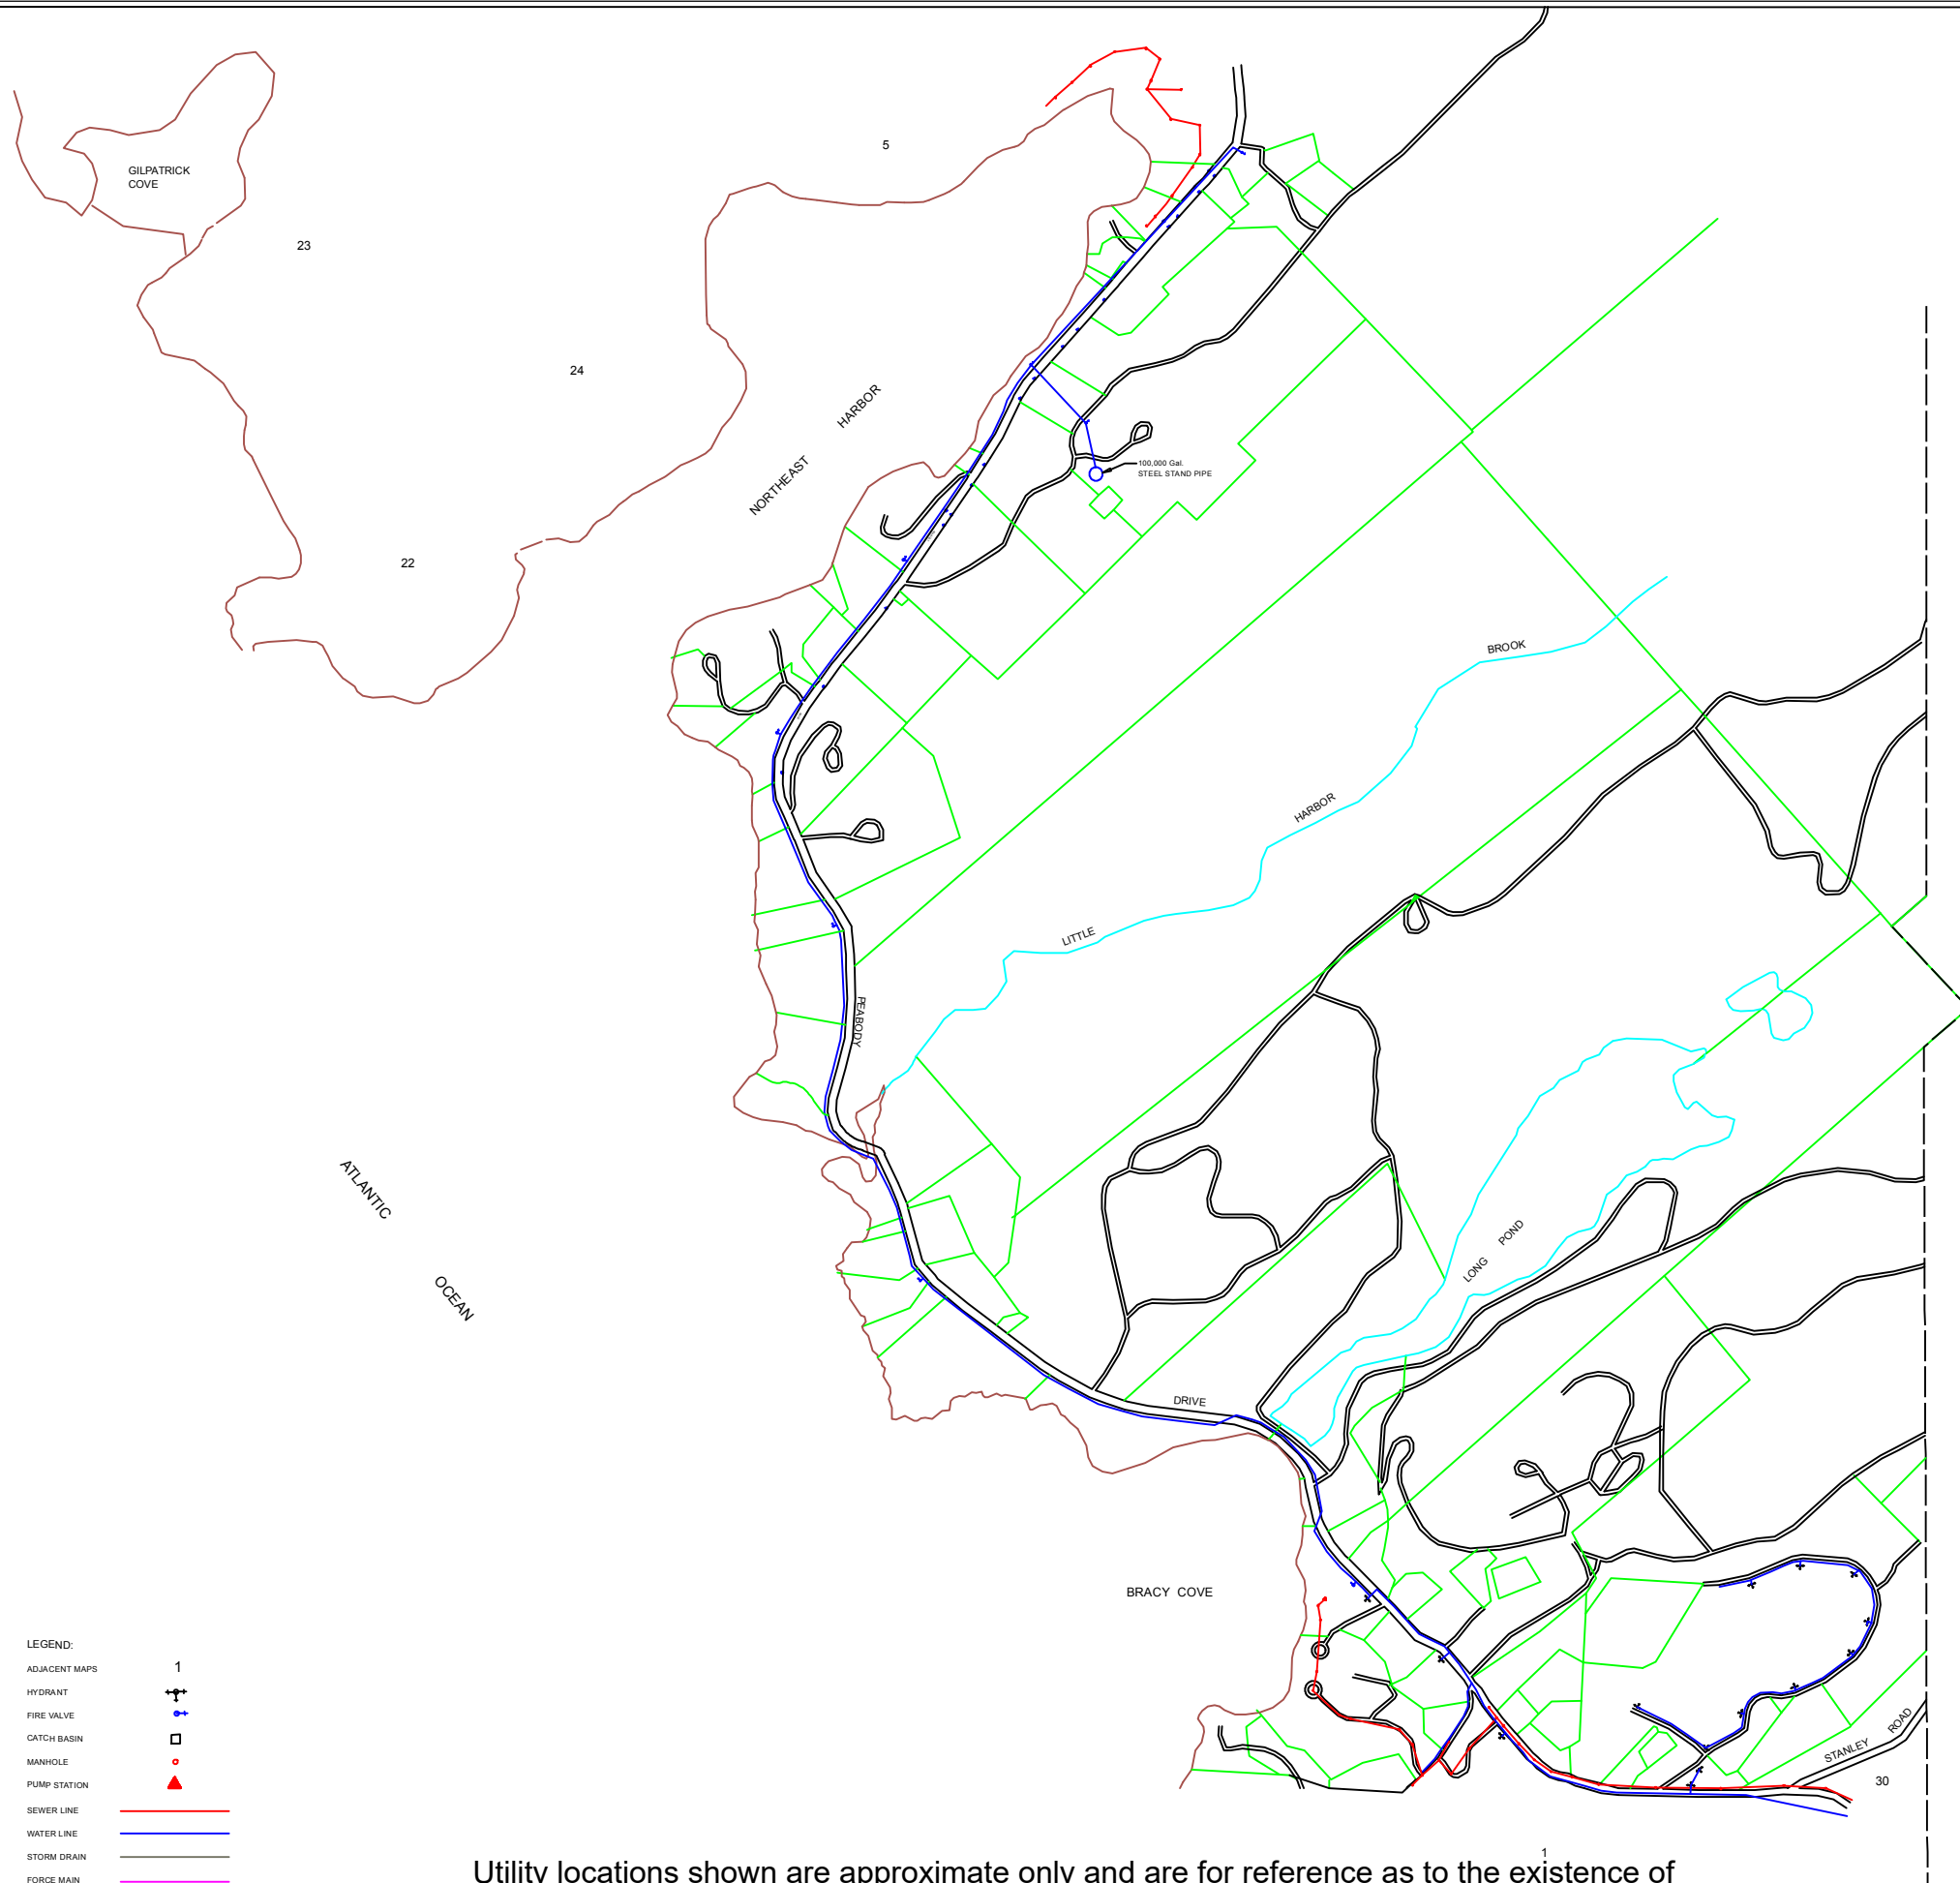 5
GILPATRICK
COVE
23
24
HARBOR
NORTHEAST
100,000 Gal.
STEEL STAND PIPE
22
BROOK
HARBOR
LITTLE
PEABODY
ATLANTIC
OCEAN
LONG POND
DRIVE
BRACY COVE
STANLEY ROAD
30
1
LEGEND:
ADJACENT MAPS 1
HYDRANT
FIRE VALVE
CATCH BASIN
MANHOLE
PUMP STATION
SEWER LINE
WATER LINE
STORM DRAIN
FORCE MAIN
Utility locations shown are approximate only and are for reference as to the existence of